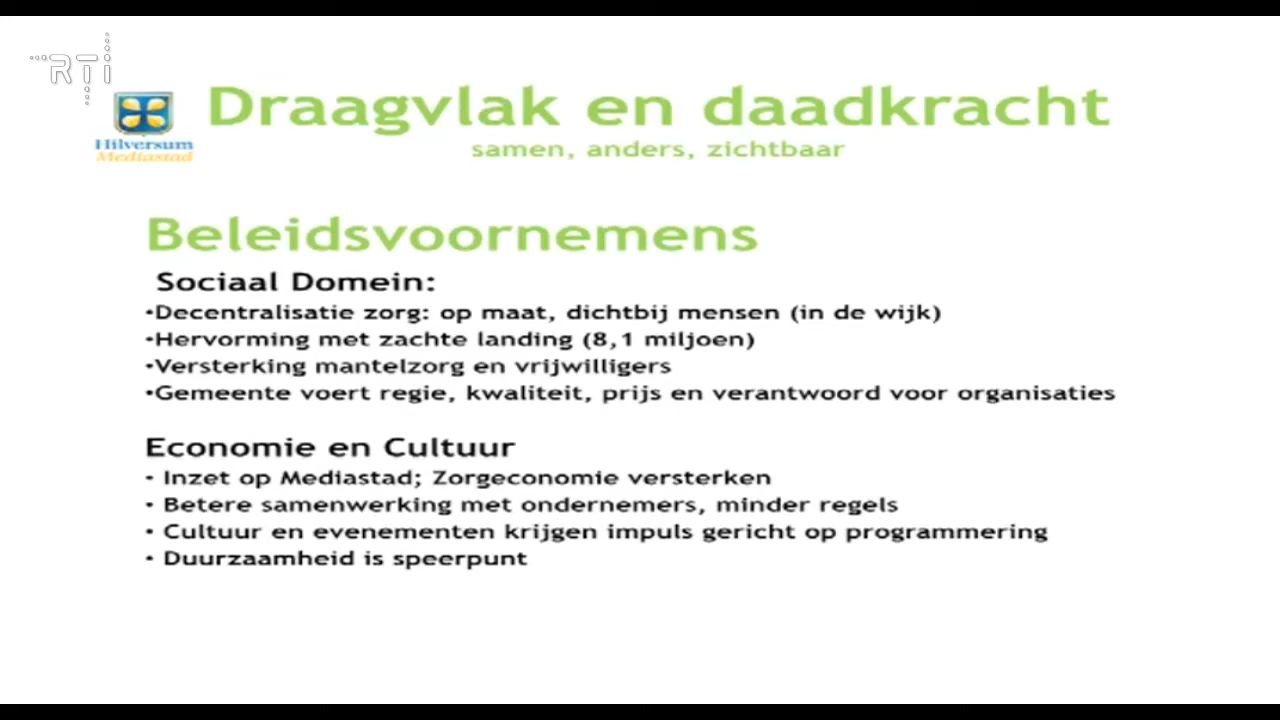 RTi
Draagvlak en daadkracht
samen, anders, zichtbaar
Hilversum
Mediastad
Beleidsvoornemens
Sociaal Domein:
•Decentralisatie zorg: op maat, dichtbij mensen (in de wijk)
•Hervorming met zachte landing (8,1 miljoen)
•Versterking mantelzorg en vrijwilligers
•Gemeente voert regie, kwaliteit, prijs en verantwoord voor organisaties
Economie en Cultuur
• Inzet op Mediastad; Zorgeconomie versterken
• Betere samenwerking met ondernemers, minder regels
• Cultuur en evenementen krijgen impuls gericht op programmering
• Duurzaamheid is speerpunt